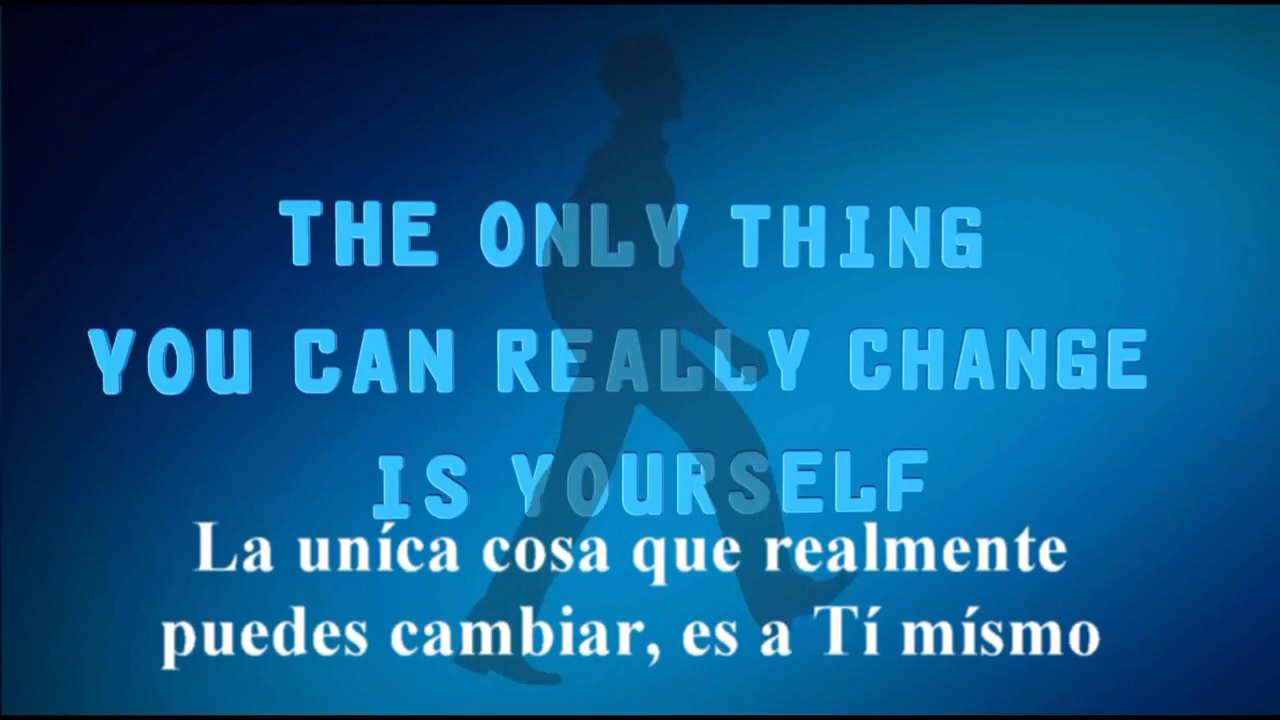 THE ONLY THING
YOU CAN REALLY CHANGE
IS YOURSELF
La uníca cosa que realmente
puedes cambiar, es a Tí mísmo